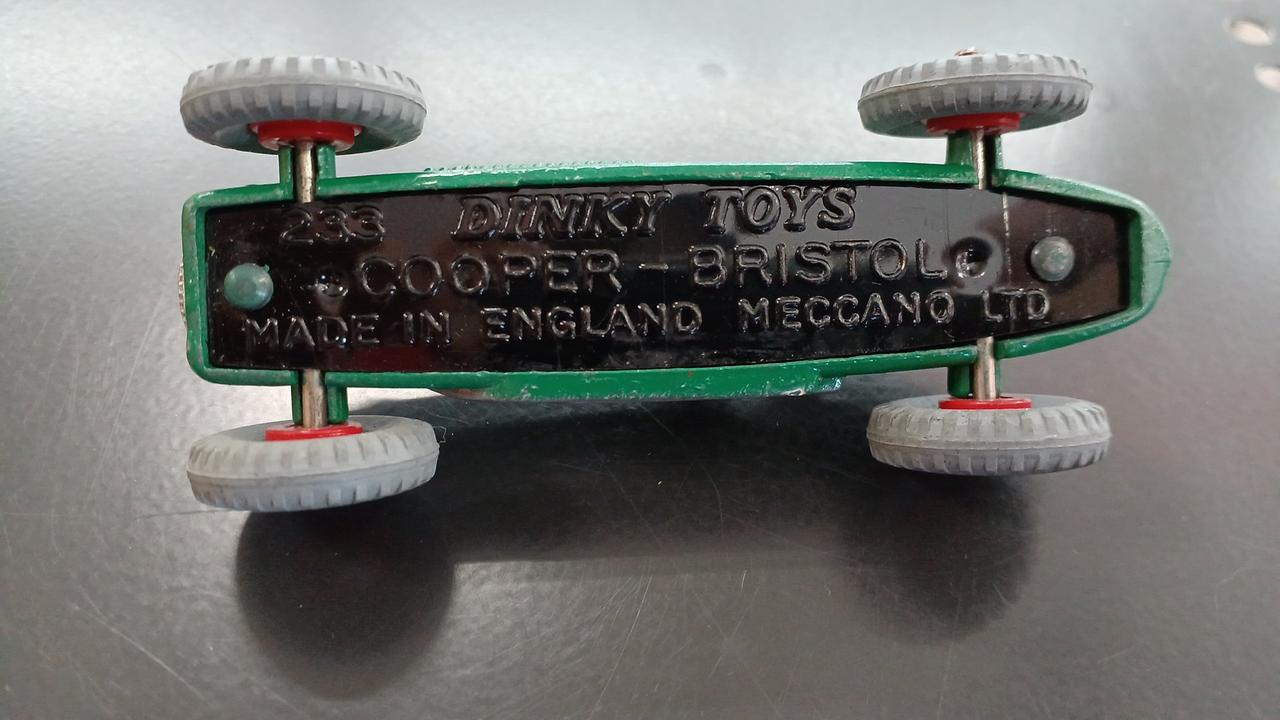 233 DINKY TOYS
COOPER - BRISTOL
MADE IN ENGLAND MECCANO LTD